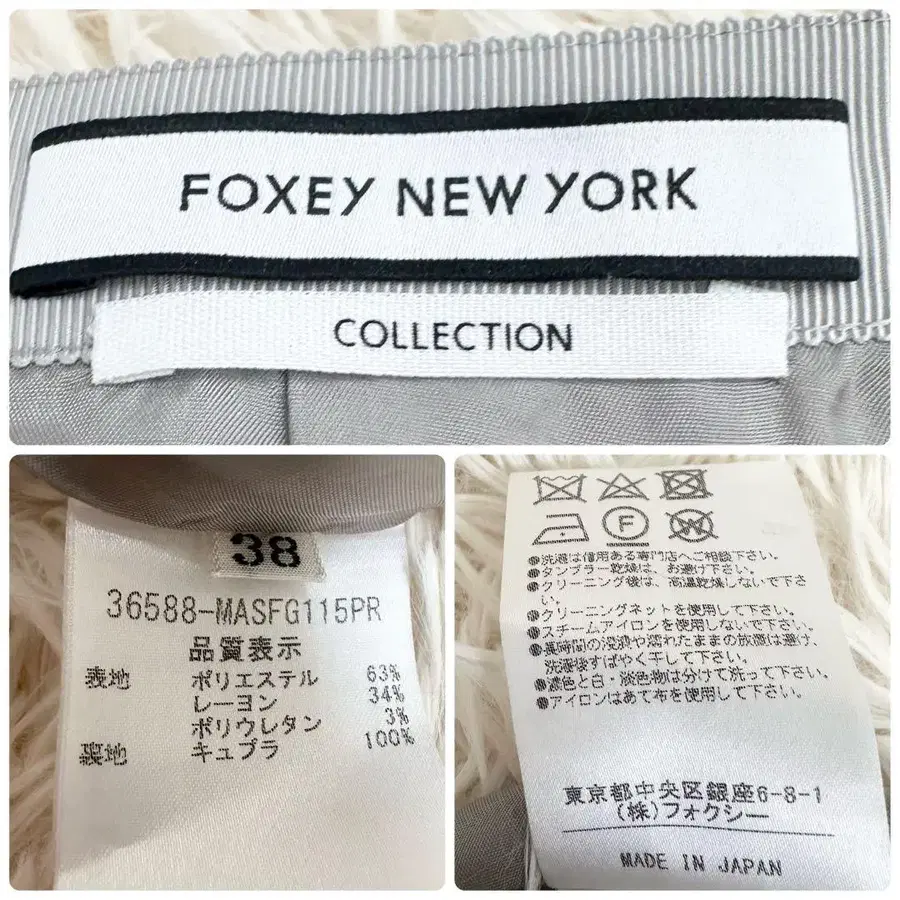 FOXEY NEW YORK
COLLECTION
38
36588-MASFG115PR
品質表示
表地 ポリエステル 63%
レーヨン 34%
ポリウレタン 3%
裏地 キュプラ 100%
F
W
●洗濯は信用ある専門店へご相談下さい。
●タンブラー乾燥は、お避け下さい。
●クリーニング後は、高温乾燥しないで下さ
い。
●クリーニングネットを使用して下さい。
●スチームアイロンを使用しないで下さい。
●長時間の浸漬や濡れたままの放置は避け、
洗濯後すばやく干して下さい。
●濃色と白・淡色物は分けて洗って下さい。
●アイロンはあて布を使用して下さい。
東京都中央区銀座6-8-1
(株)フォクシー
MADE IN JAPAN